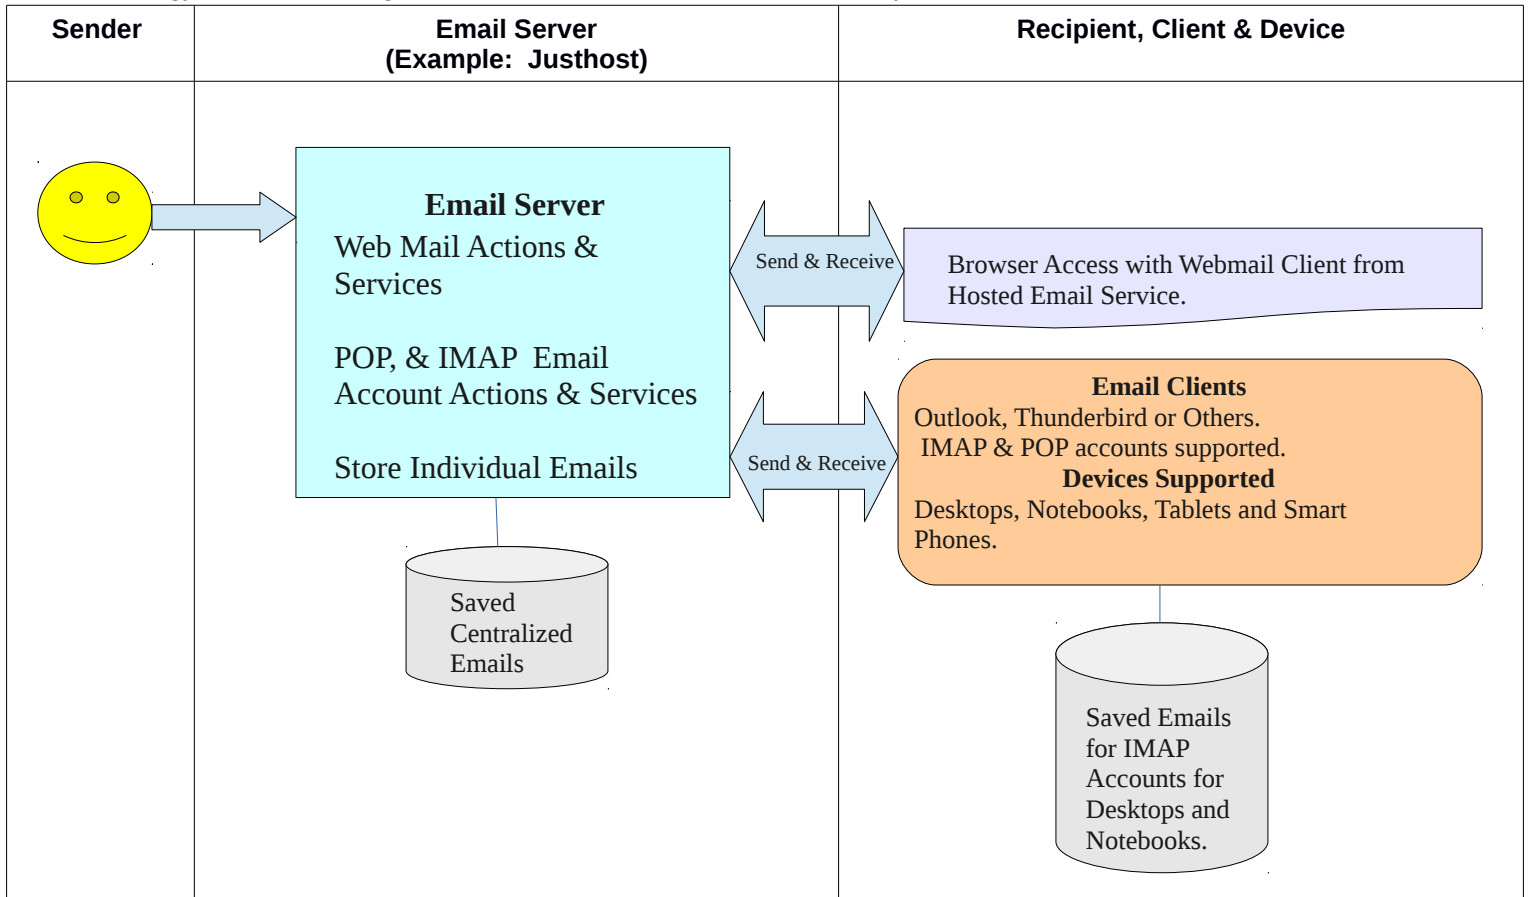 Sender
Email Server
(Example:  Justhost)
Recipient, Client & Device
Email Server
Web Mail Actions &
Services
POP, & IMAP  Email
Account Actions & Services
Store Individual Emails
Saved
Centralized
Emails
Send & Receive
Send & Receive
Browser Access with Webmail Client from
Hosted Email Service.
Email Clients
Outlook, Thunderbird or Others.
IMAP & POP accounts supported.
Devices Supported
Desktops, Notebooks, Tablets and Smart
Phones.
Saved Emails
for IMAP
Accounts for
Desktops and
Notebooks.